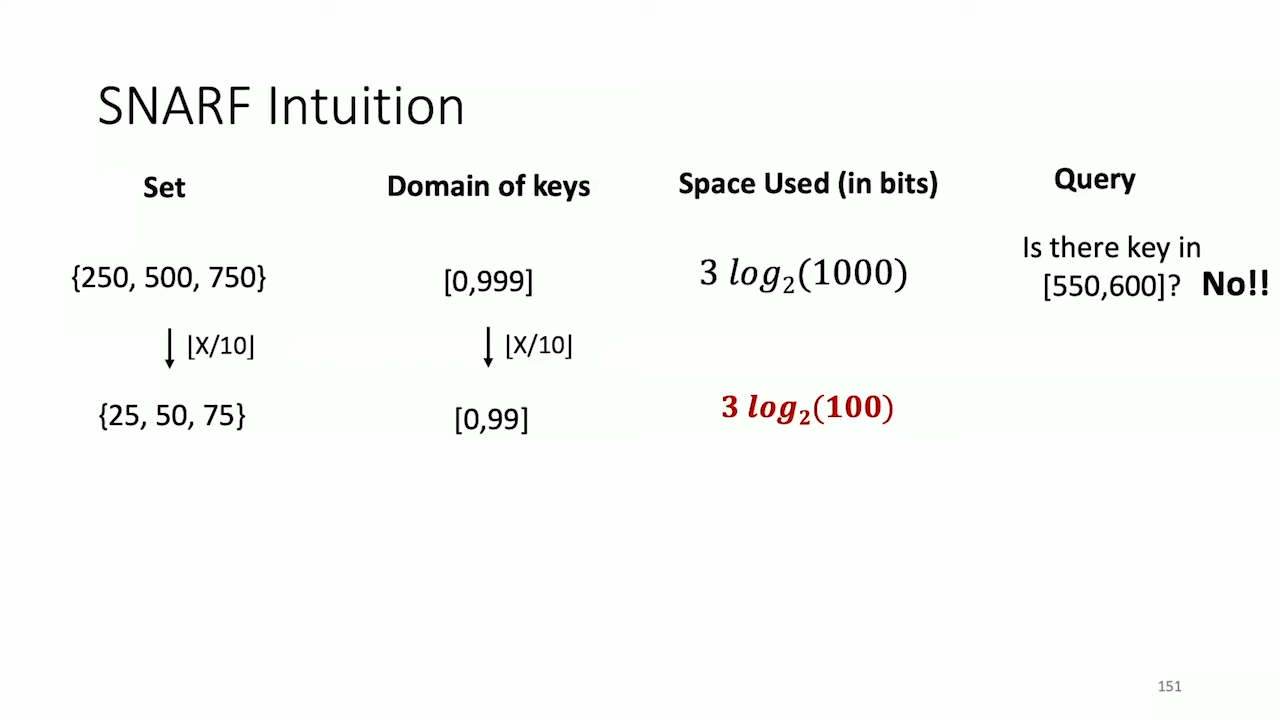 SNARF Intuition
Set
Domain of keys
Space Used (in bits)
Query
{250, 500, 750}
[0,999]
3 log₂(1000)
Is there key in
[550,600]? No!!
↓ ⌊X/10⌋
↓ ⌊X/10⌋
{25, 50, 75}
[0,99]
3 log₂(100)
151